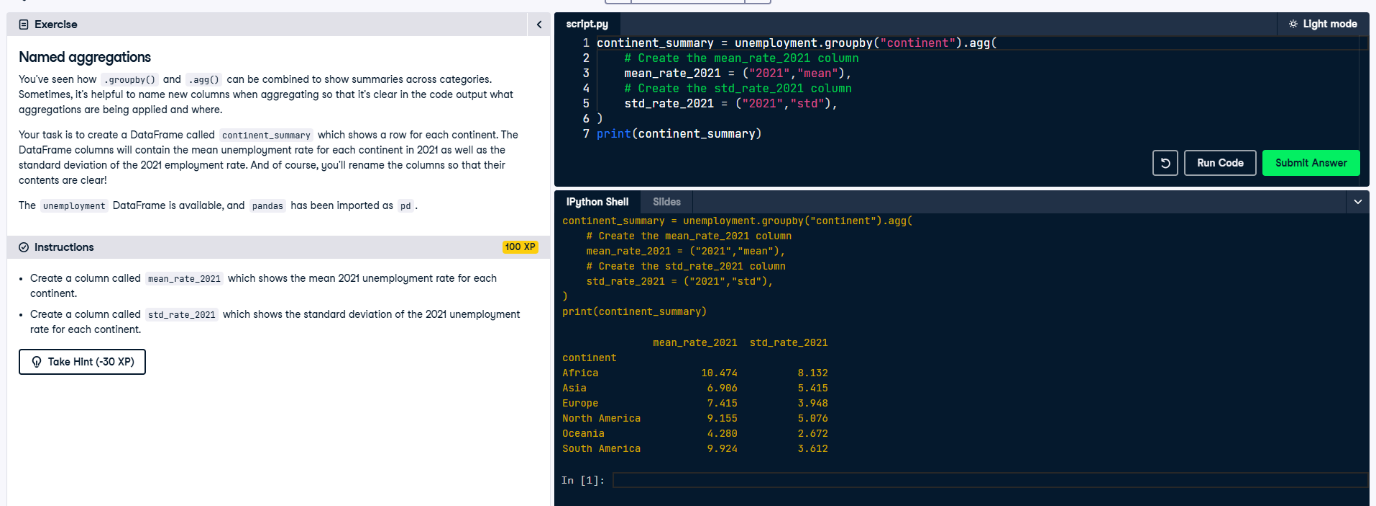 Exercise
Named aggregations
You've seen how .groupby() and .agg() can be combined to show summaries across categories.
Sometimes, it's helpful to name new columns when aggregating so that it's clear in the code output what
aggregations are being applied and where.
Your task is to create a DataFrame called continent_summary which shows a row for each continent. The
DataFrame columns will contain the mean unemployment rate for each continent in 2021 as well as the
standard deviation of the 2021 employment rate. And of course, you'll rename the columns so that their
contents are clear!
The unemployment DataFrame is available, and pandas has been imported as pd.
Instructions
100 XP
• Create a column called mean_rate_2021 which shows the mean 2021 unemployment rate for each
continent.
• Create a column called std_rate_2021 which shows the standard deviation of the 2021 unemployment
rate for each continent.
Take Hint (-30 XP)
script.py
Light mode
1 continent_summary = unemployment.groupby("continent").agg(
2     # Create the mean_rate_2021 column
3     mean_rate_2021 = ("2021","mean"),
4     # Create the std_rate_2021 column
5     std_rate_2021 = ("2021","std"),
6 )
7 print(continent_summary)
Run Code
Submit Answer
IPython Shell
Slides
continent_summary = unemployment.groupby("continent").agg(
    # Create the mean_rate_2021 column
    mean_rate_2021 = ("2021","mean"),
    # Create the std_rate_2021 column
    std_rate_2021 = ("2021","std"),
)
print(continent_summary)
               mean_rate_2021  std_rate_2021
continent
Africa                 10.474          8.132
Asia                    6.906          5.415
Europe                  7.415          3.948
North America           9.155          5.076
Oceania                 4.280          2.672
South America           9.924          3.612
In [1]: